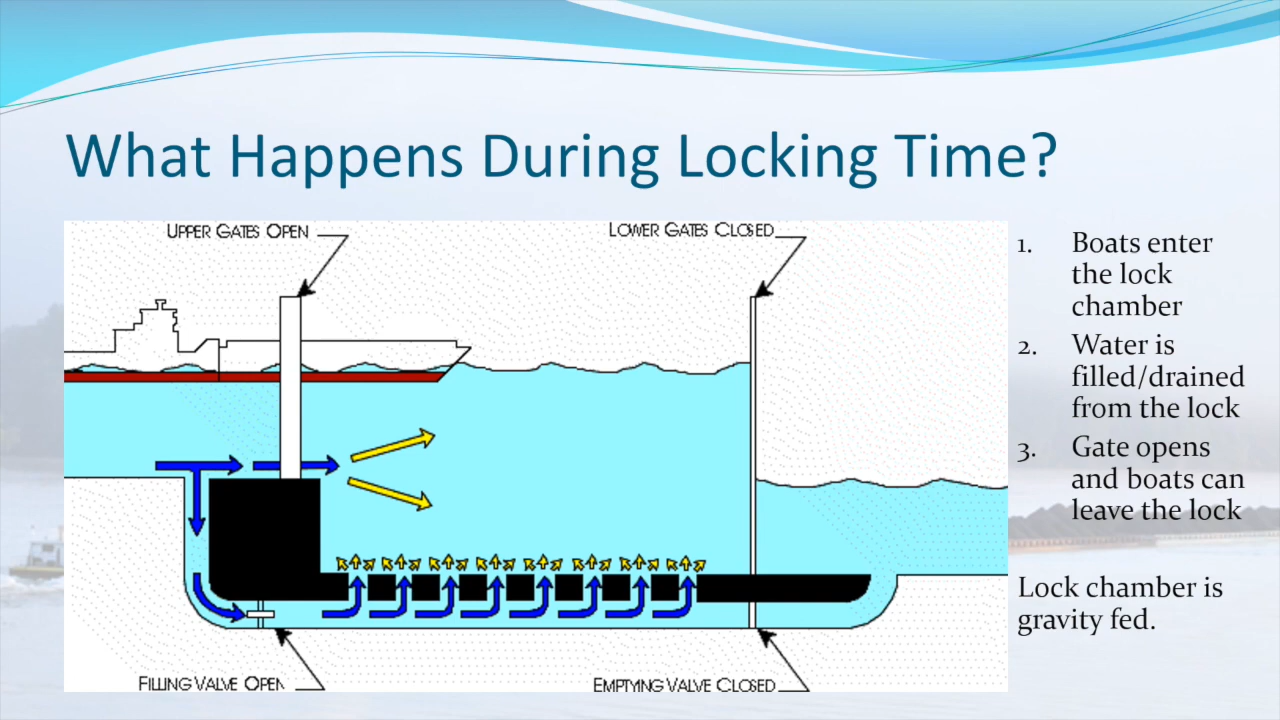 What Happens During Locking Time?
UPPER GATES OPEN
LOWER GATES CLOSED
FILLING VALVE OPEN
EMPTYING VALVE CLOSED
1. Boats enter
the lock
chamber
2. Water is
filled/drained
from the lock
3. Gate opens
and boats can
leave the lock
Lock chamber is
gravity fed.